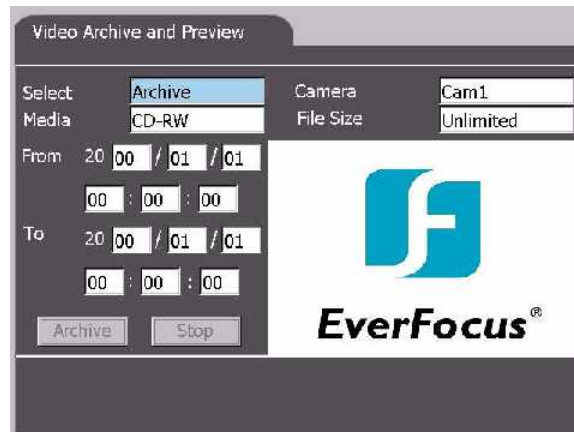 Video Archive and Preview
Select Archive Camera Cam1
Media CD-RW File Size Unlimited
From 20 00 / 01 / 01
00 : 00 : 00
To 20 00 / 01 / 01
00 : 00 : 00
Archive Stop
EverFocus®